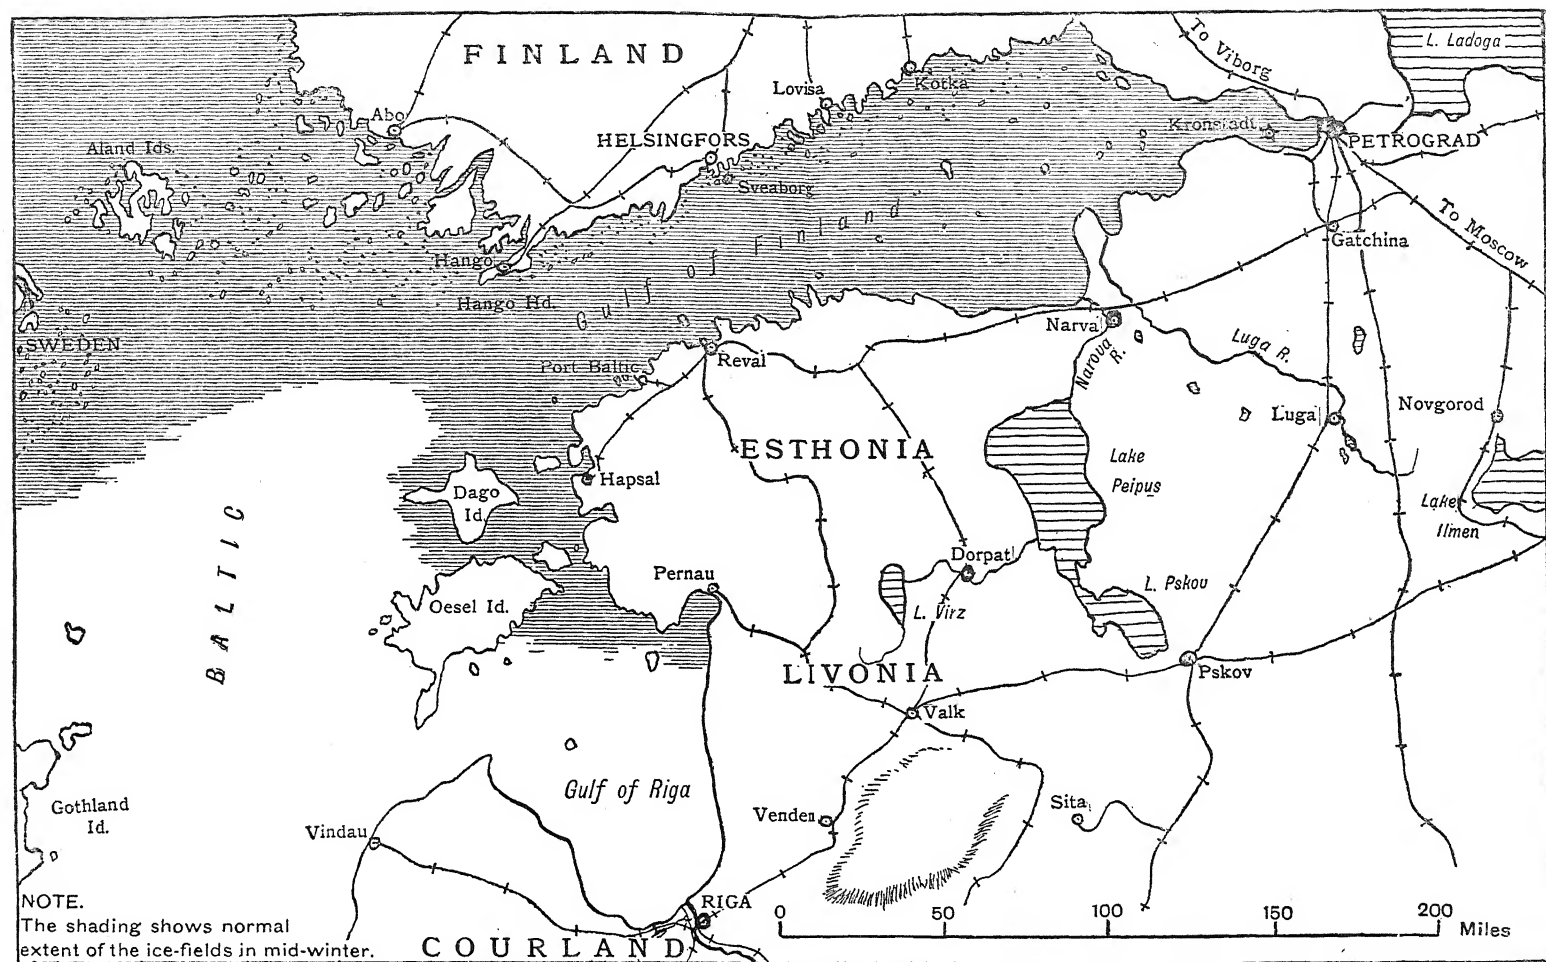 FINLAND
To Viborg
L. Ladoga
Lovisa
Kotka
Abo
HELSINGFORS
Kronstadt
PETROGRAD
Aland Ids.
Sveaborg
To Moscow
Gulf of Finland
Gatchina
Hango
Hango Hd.
SWEDEN
Narva
Narova R.
Luga R.
Reval
Port Baltic
Luga
Novgorod
ESTHONIA
Lake
Peipus
Hapsal
Dago
Id.
Lake
Ilmen
BALTIC
Dorpat
Pernau
L. Pskov
Oesel Id.
L. Virz
LIVONIA
Pskov
Valk
Gulf of Riga
Gothland
Id.
Venden
Sita
Vindau
NOTE.
The shading shows normal
extent of the ice-fields in mid-winter.
RIGA
COURLAND
0 50 100 150 200
Miles